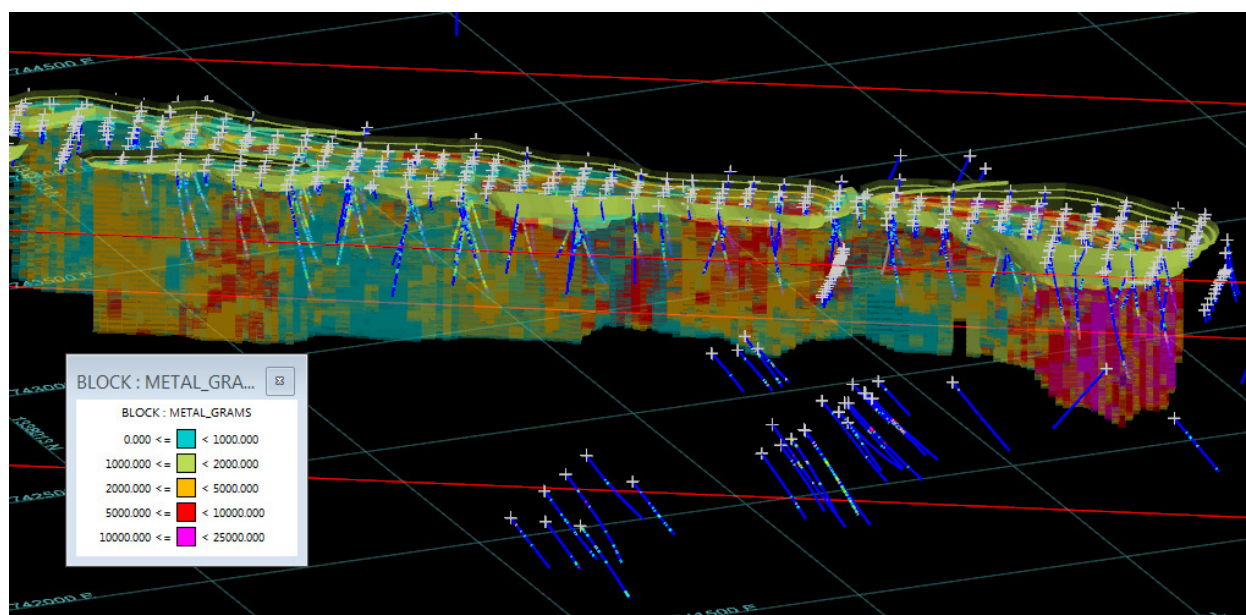 744500 E
BLOCK : METAL_GRA...
BLOCK : METAL_GRAMS
0.000 <= < 1000.000
1000.000 <= < 2000.000
2000.000 <= < 5000.000
5000.000 <= < 10000.000
10000.000 <= < 25000.000
743000 E
742500 E
742000 E